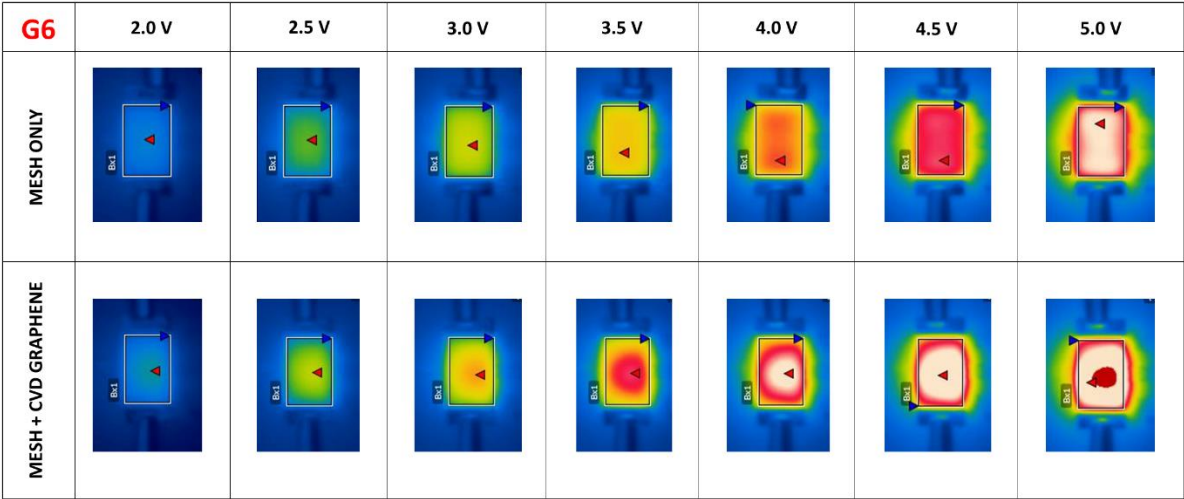 G6 2.0 V 2.5 V 3.0 V 3.5 V 4.0 V 4.5 V 5.0 V
MESH ONLY
Bx1 Bx1 Bx1 Bx1 Bx1 Bx1 Bx1
MESH + CVD GRAPHENE
Bx1 Bx1 Bx1 Bx1 Bx1 Bx1 Bx1